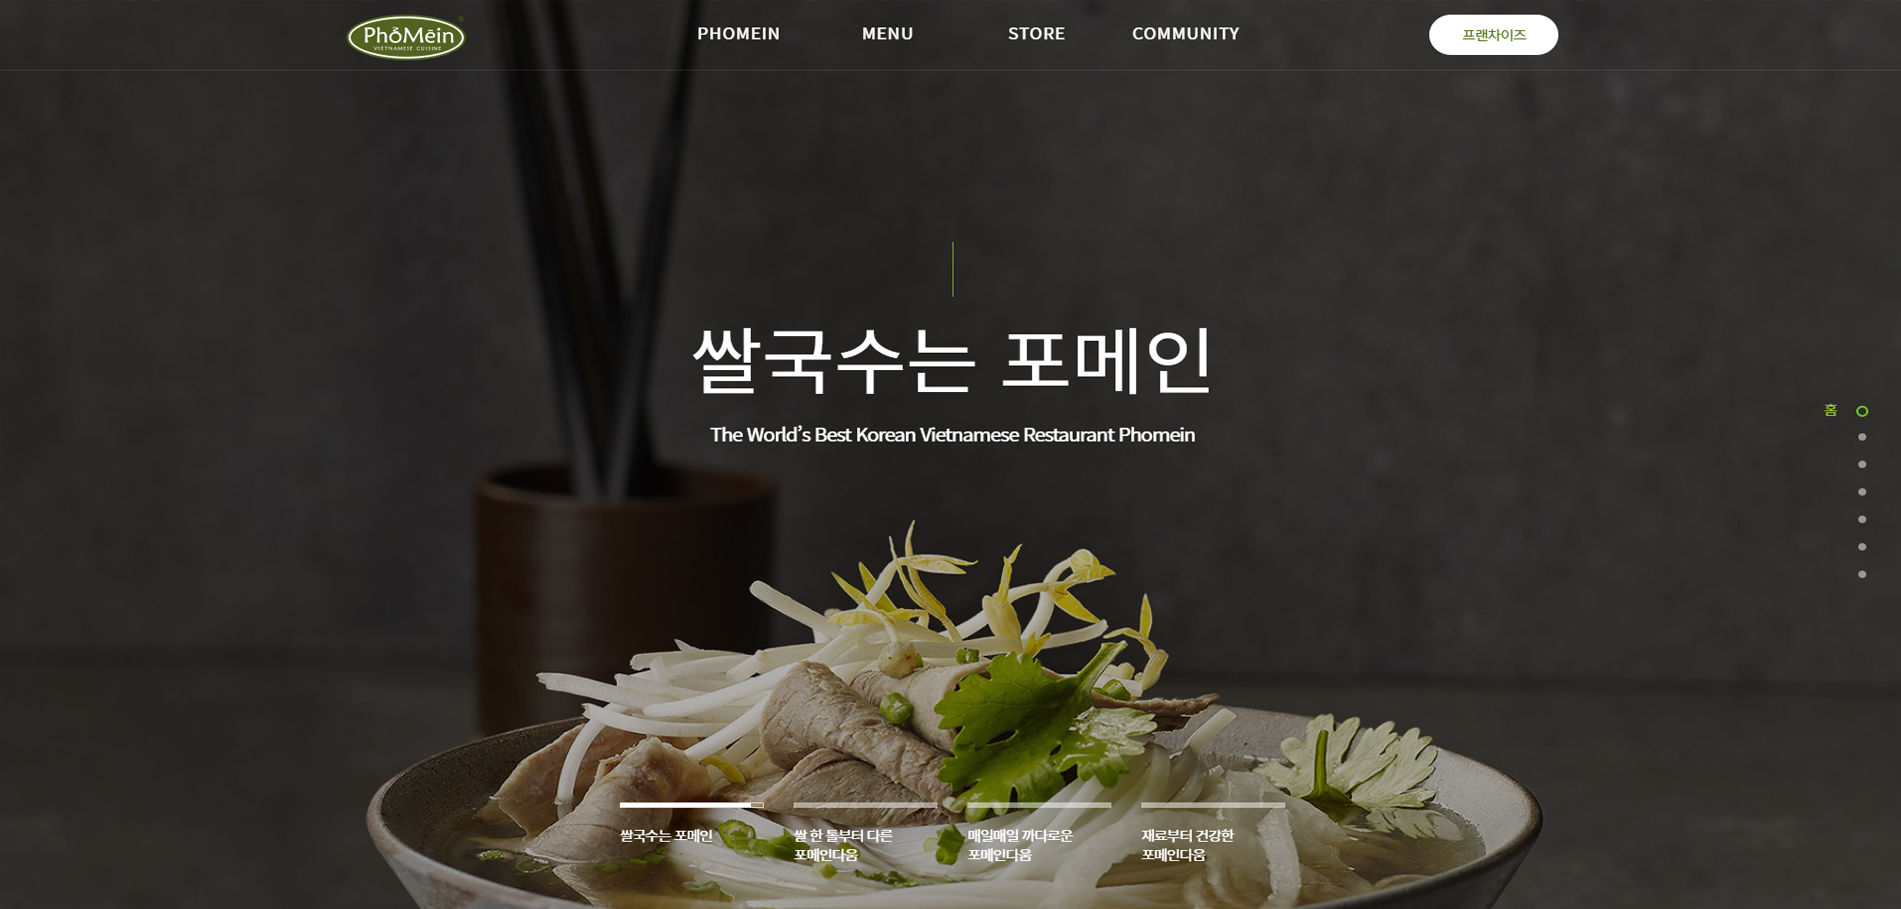 PhoMein
VIETNAMESE CUISINE
PHOMEIN
MENU
STORE
COMMUNITY
프랜차이즈
쌀국수는 포메인
The World’s Best Korean Vietnamese Restaurant Phomein
홈
쌀국수는 포메인
쌀 한 톨부터 다른
포메인다움
매일매일 까다로운
포메인다움
재료부터 건강한
포메인다움